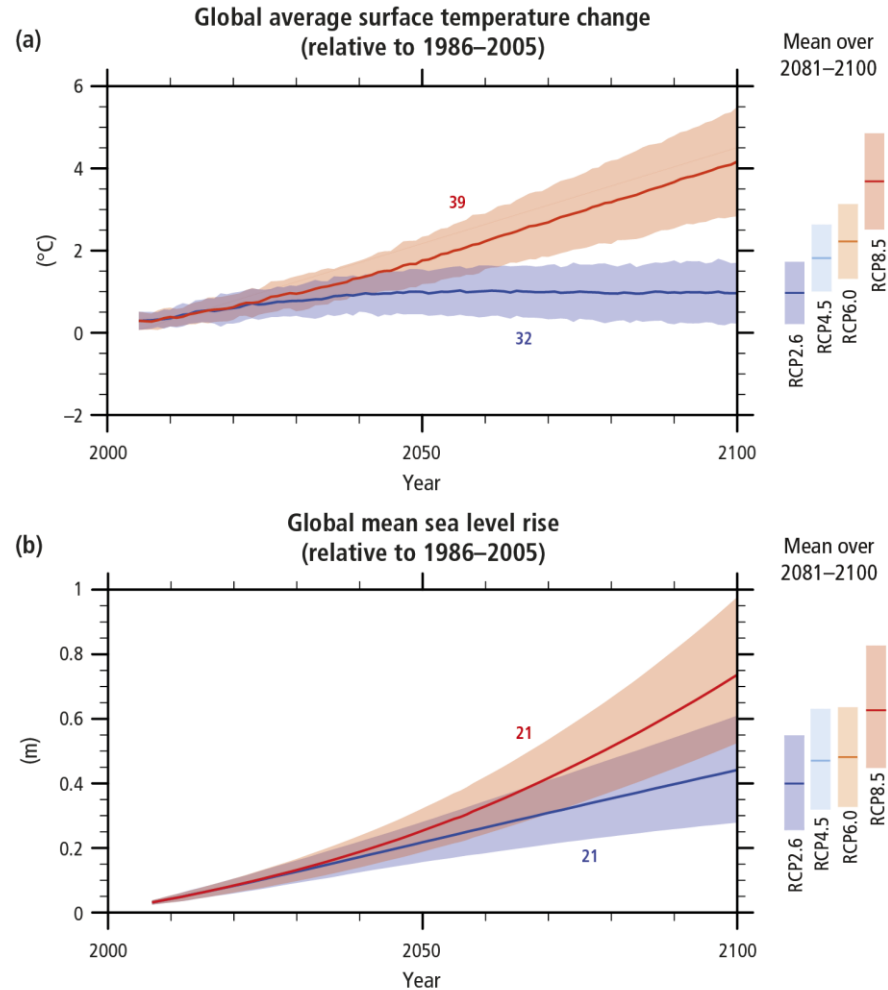 (a)
Global average surface temperature change
(relative to 1986–2005)
Mean over
2081–2100
6
4
2
0
–2
(°C)
39
32
2000
2050
2100
Year
RCP2.6
RCP4.5
RCP6.0
RCP8.5
(b)
Global mean sea level rise
(relative to 1986–2005)
Mean over
2081–2100
1
0.8
0.6
0.4
0.2
0
(m)
21
21
2000
2050
2100
Year
RCP2.6
RCP4.5
RCP6.0
RCP8.5